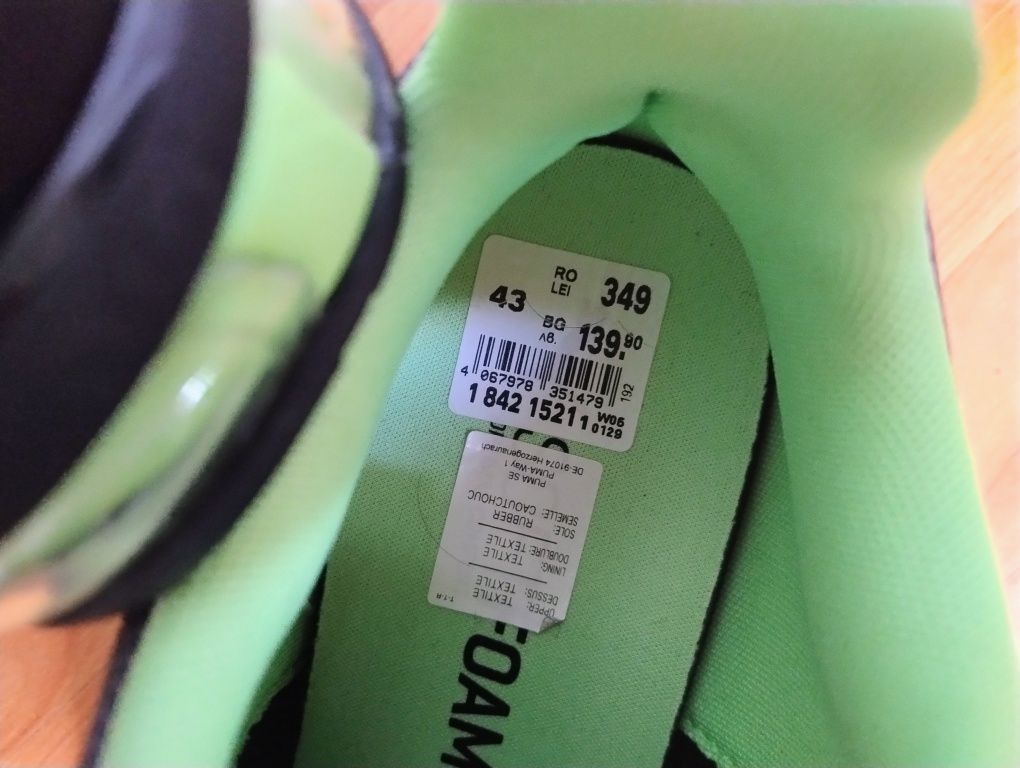 RO
LEI 349
43
BG
лв. 139.90
4 067978 351479
192
1 842 1521 1 W06
0129
PUMA SE
PUMA-Way 1
DE-91074 Herzogenaurach
UPPER: TEXTILE
DESSUS: TEXTILE
LINING: TEXTILE
DOUBLURE: TEXTILE
SOLE: RUBBER
SEMELLE: CAOUTCHOUC
FOAM